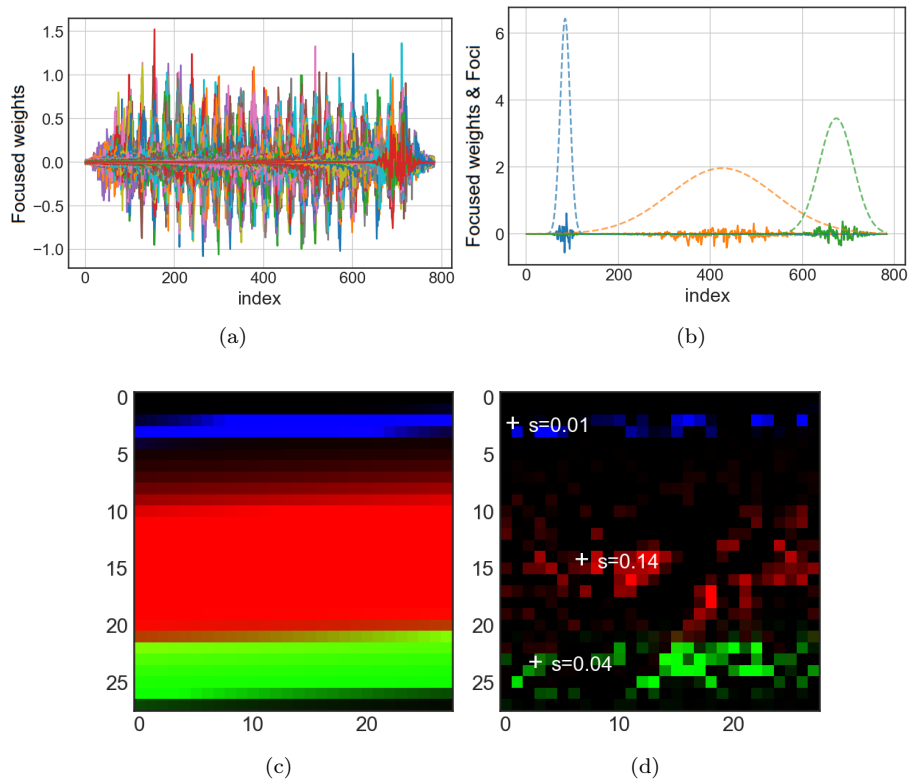 Focused weights
1.5
1.0
0.5
0.0
−0.5
−1.0
0 200 400 600 800
index
(a)
Focused weights & Foci
6
4
2
0
0 200 400 600 800
index
(b)
0
5
10
15
20
25
0 10 20
(c)
0
5
10
15
20
25
+ s=0.01
+ s=0.14
+ s=0.04
0 10 20
(d)